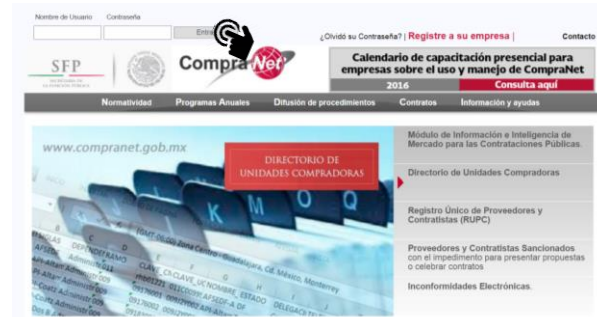 Nombre de Usuario Contraseña
¿Olvidó su Contraseña? | Registre a su empresa | Contacto
SFP
CompraNet
Calendario de capacitación presencial para
empresas sobre el uso y manejo de CompraNet
2016 Consulta aquí
Normatividad Programas Anuales Difusión de procedimientos Contratos Información y ayudas
www.compranet.gob.mx
DIRECTORIO DE
UNIDADES COMPRADORAS
K M O Q
Módulo de Información e Inteligencia de
Mercado para las Contrataciones Públicas.
Directorio de Unidades Compradoras
Registro Único de Proveedores y
Contratistas (RUPC)
Proveedores y Contratistas Sancionados
con el impedimento para presentar propuestas
o celebrar contratos
Inconformidades Electrónicas.